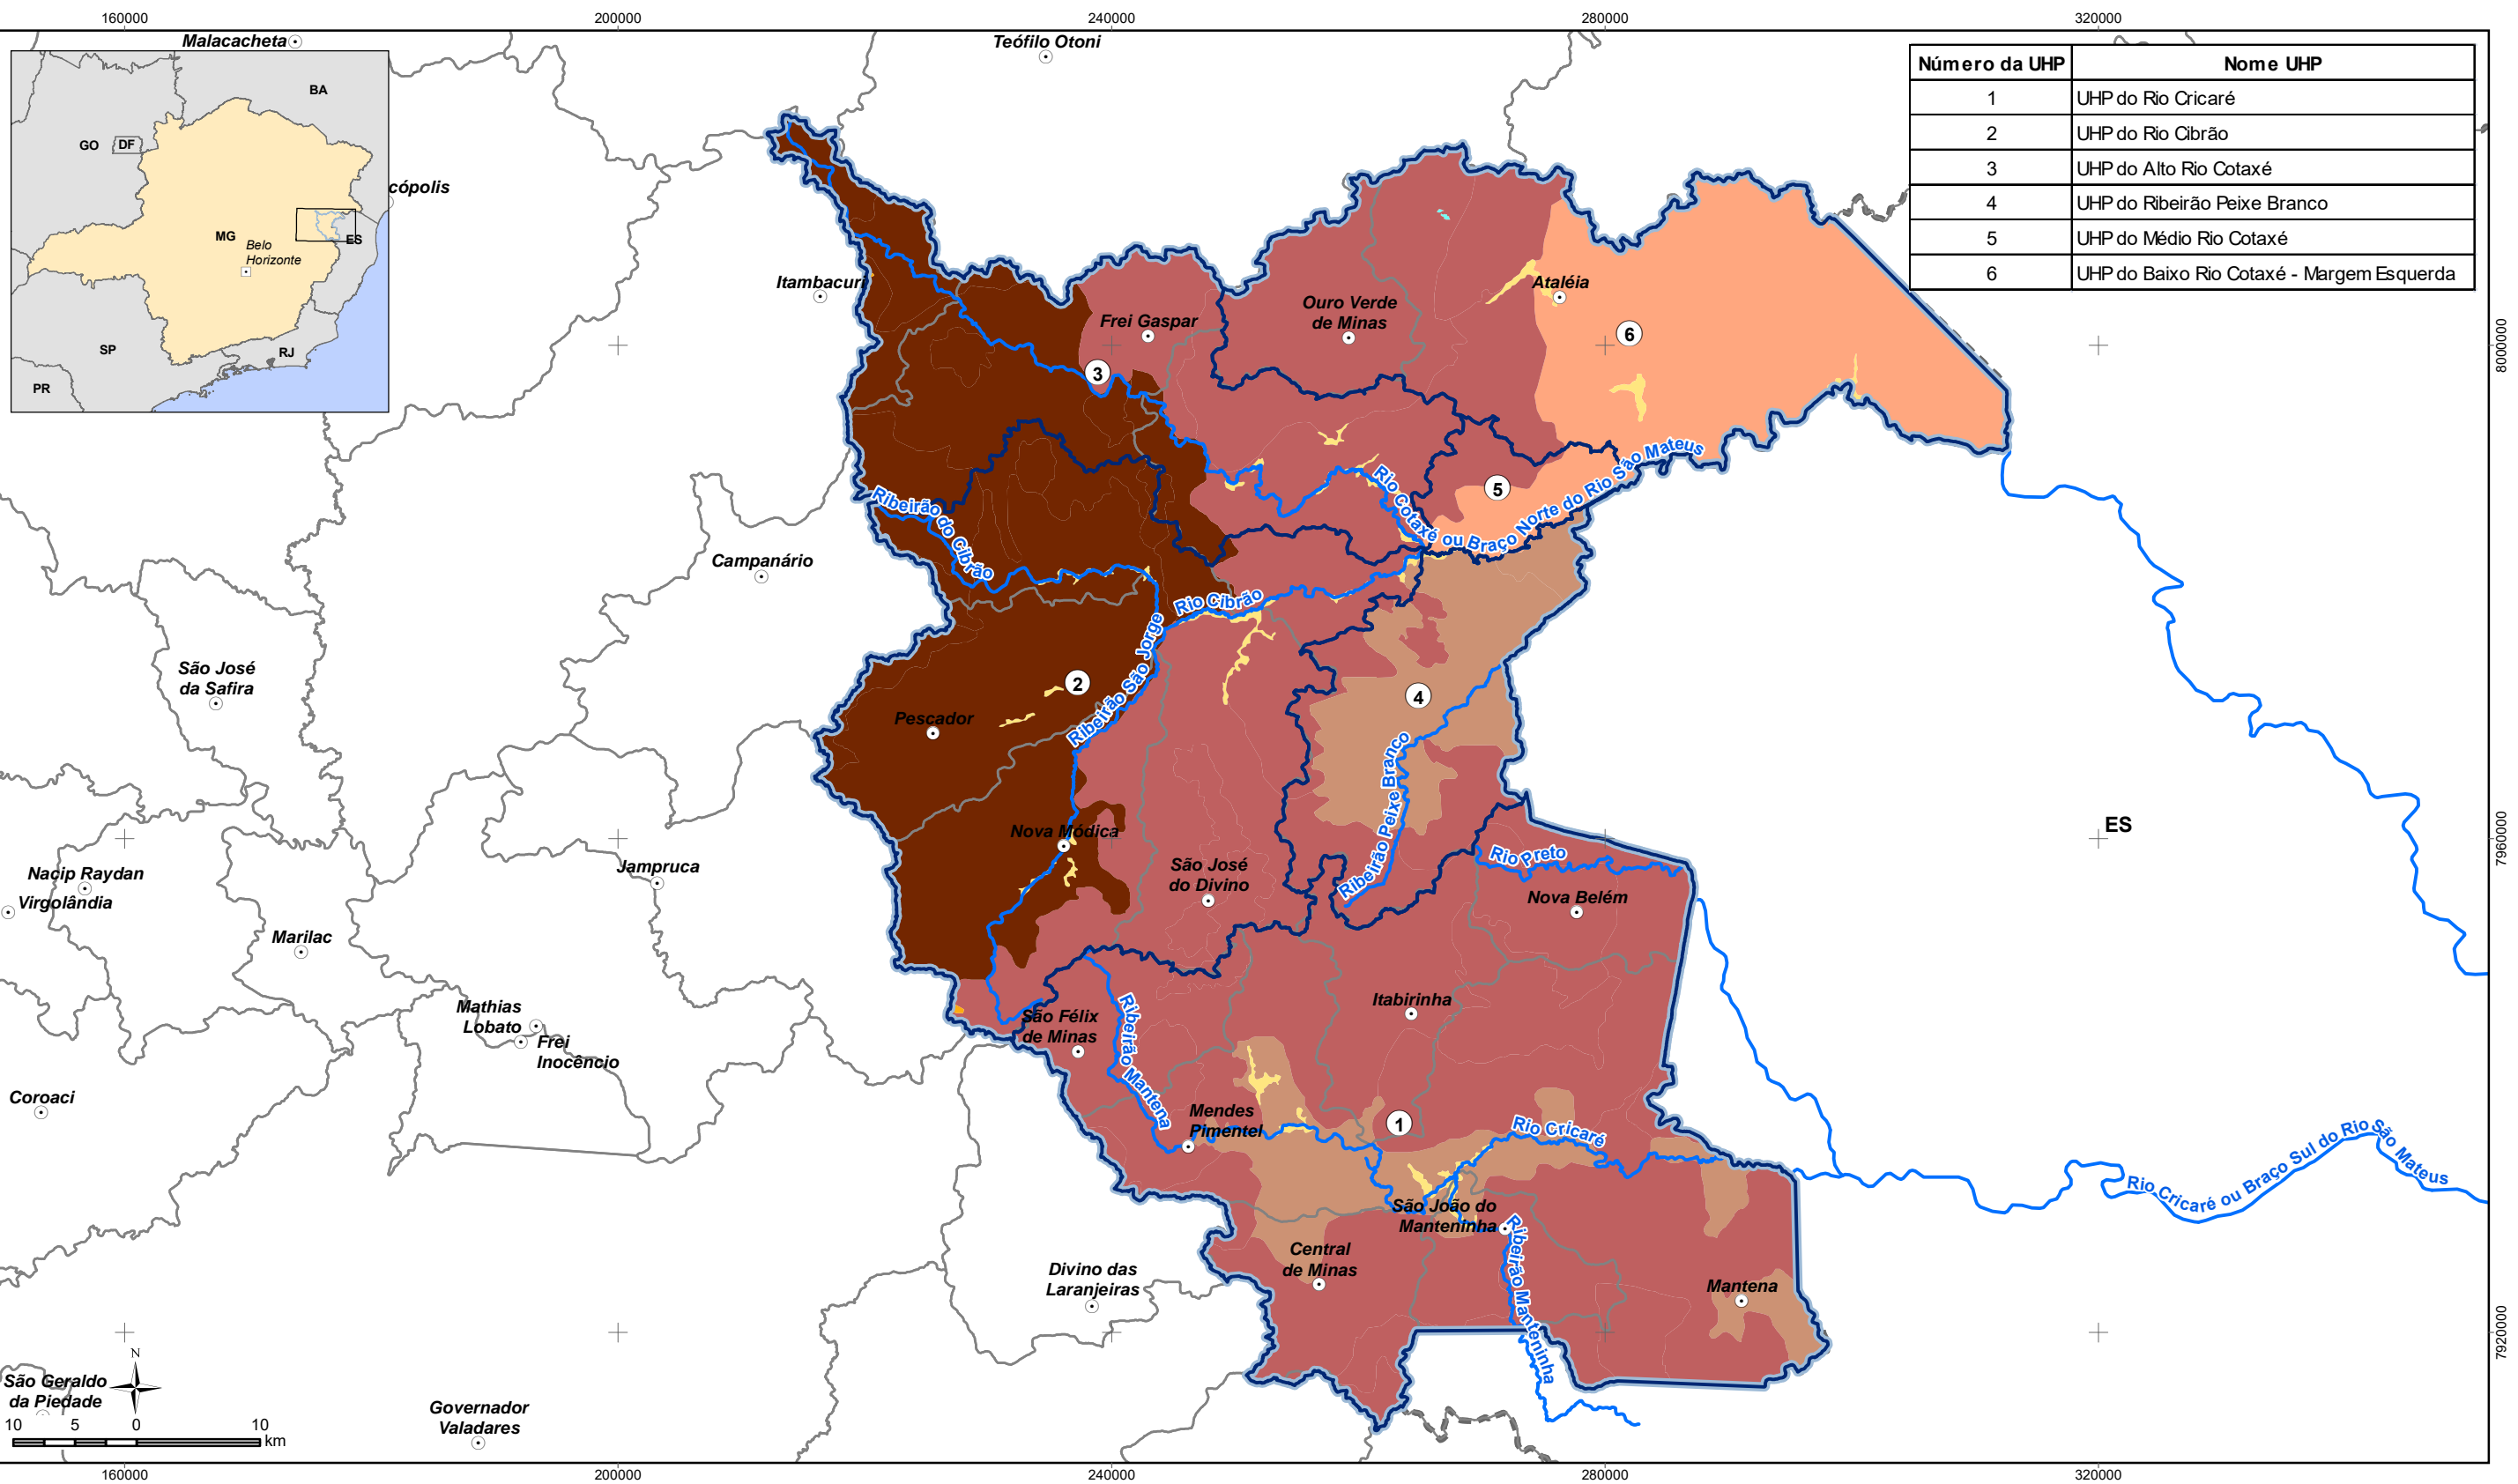 160000
200000
240000
280000
320000
Malacacheta
Teófilo Otoni
BA
GO
DF
MG
Belo
Horizonte
ES
SP
RJ
PR
cópolis
Número da UHP
Nome UHP
1
UHP do Rio Cricaré
2
UHP do Rio Cibrão
3
UHP do Alto Rio Cotaxé
4
UHP do Ribeirão Peixe Branco
5
UHP do Médio Rio Cotaxé
6
UHP do Baixo Rio Cotaxé - Margem Esquerda
Itambacuri
Frei Gaspar
Ouro Verde
de Minas
Ataléia
6
8000000
3
Rio Cotaxé ou Braço Norte do Rio São Mateus
5
Ribeirão do Cibrão
Campanário
Rio Cibrão
Ribeirão São Jorge
São José
da Safira
2
4
Pescador
Ribeirão Peixe Branco
Nova Módica
ES
7960000
Rio Preto
Jampruca
São José
do Divino
Nacip Raydan
Virgolândia
Nova Belém
Marilac
Itabirinha
Mathias
Lobato
São Félix
de Minas
Frei
Inocêncio
Ribeirão Mantena
Coroaci
Mendes
Pimentel
1
Rio Cricaré
Rio Cricaré ou Braço Sul do Rio São Mateus
São João do
Manteninha
Ribeirão Manteninha
Central
de Minas
Divino das
Laranjeiras
Mantena
7920000
N
São Geraldo
da Piedade
Governador
Valadares
10
5
0
10
km
160000
200000
240000
280000
320000